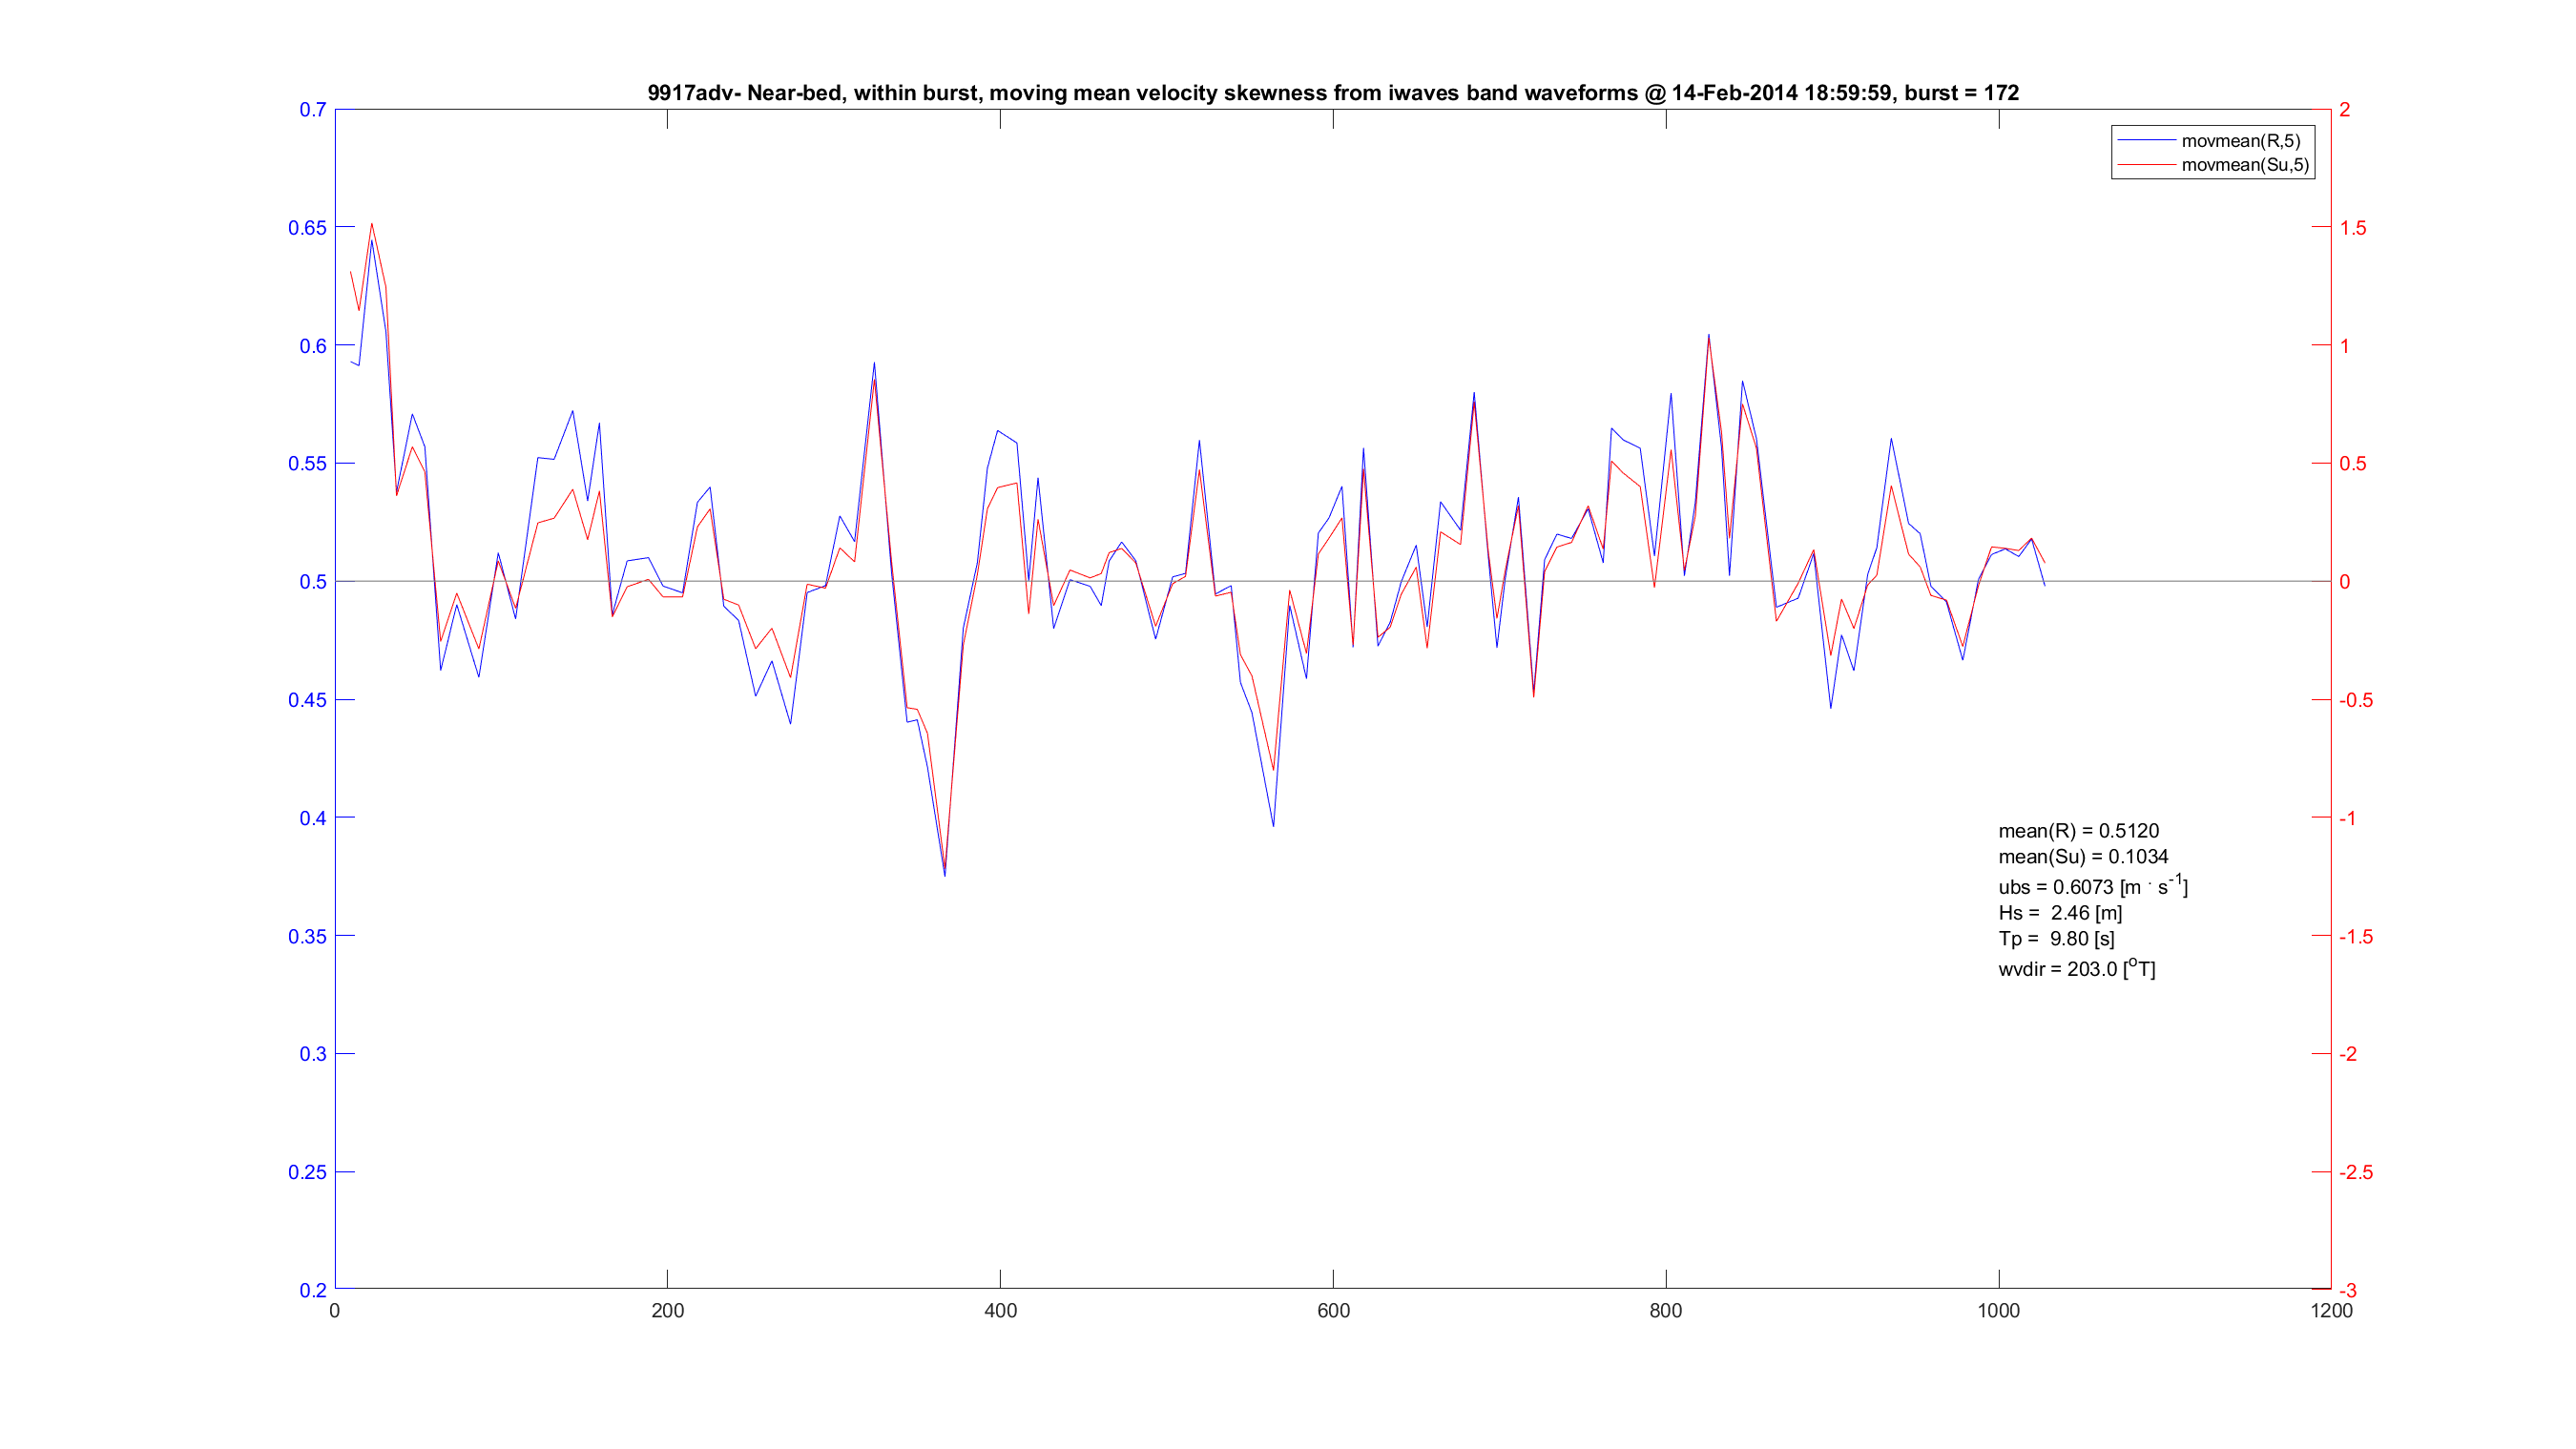 9917adv- Near-bed, within burst, moving mean velocity skewness from iwaves band waveforms @ 14-Feb-2014 18:59:59, burst = 172
movmean(R,5)
movmean(Su,5)
0.7
0.65
0.6
0.55
0.5
0.45
0.4
0.35
0.3
0.25
0.2
2
1.5
1
0.5
0
-0.5
-1
-1.5
-2
-2.5
-3
mean(R) = 0.5120
mean(Su) = 0.1034
ubs = 0.6073 [m · s-1]
Hs = 2.46 [m]
Tp = 9.80 [s]
wvdir = 203.0 [oT]
0 200 400 600 800 1000 1200